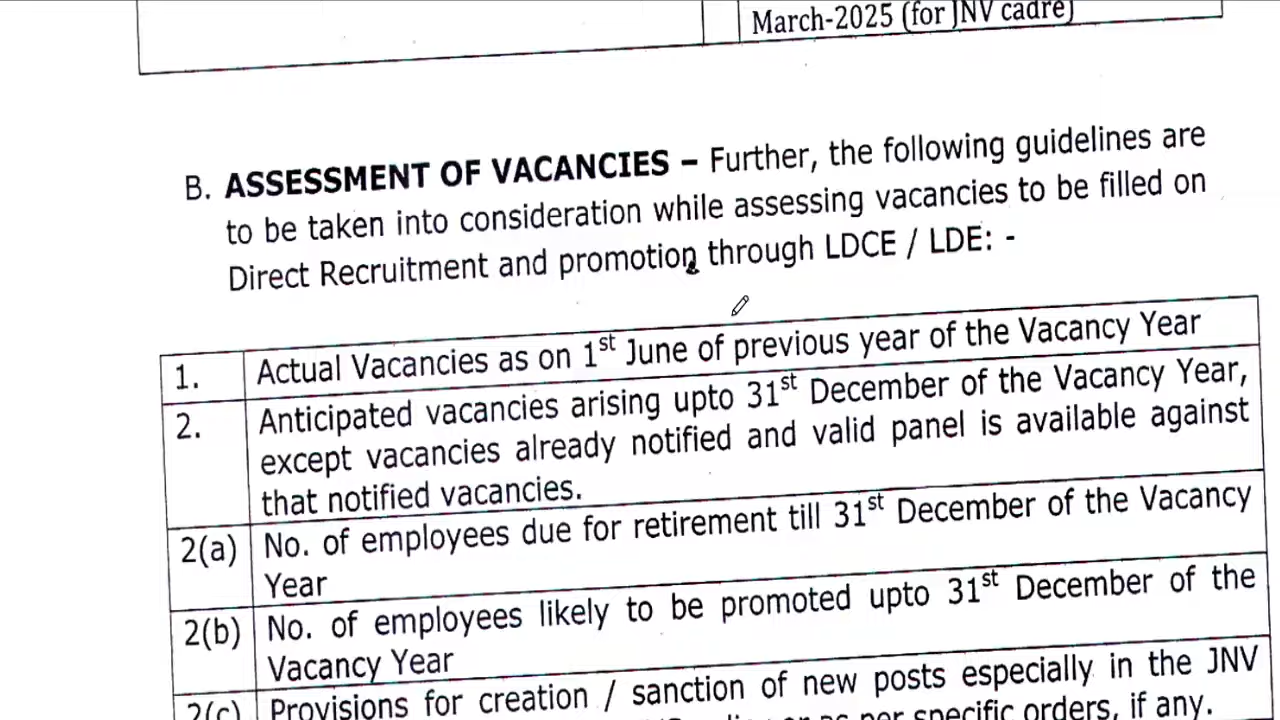 March-2025 (for JNV cadre)
B. ASSESSMENT OF VACANCIES – Further, the following guidelines are
to be taken into consideration while assessing vacancies to be filled on
Direct Recruitment and promotion through LDCE / LDE: -
1. Actual Vacancies as on 1st June of previous year of the Vacancy Year
2. Anticipated vacancies arising upto 31st December of the Vacancy Year,
except vacancies already notified and valid panel is available against
that notified vacancies.
2(a) No. of employees due for retirement till 31st December of the Vacancy
Year
2(b) No. of employees likely to be promoted upto 31st December of the
Vacancy Year
2(c) Provisions for creation / sanction of new posts especially in the JNV
or as per specific orders, if any.